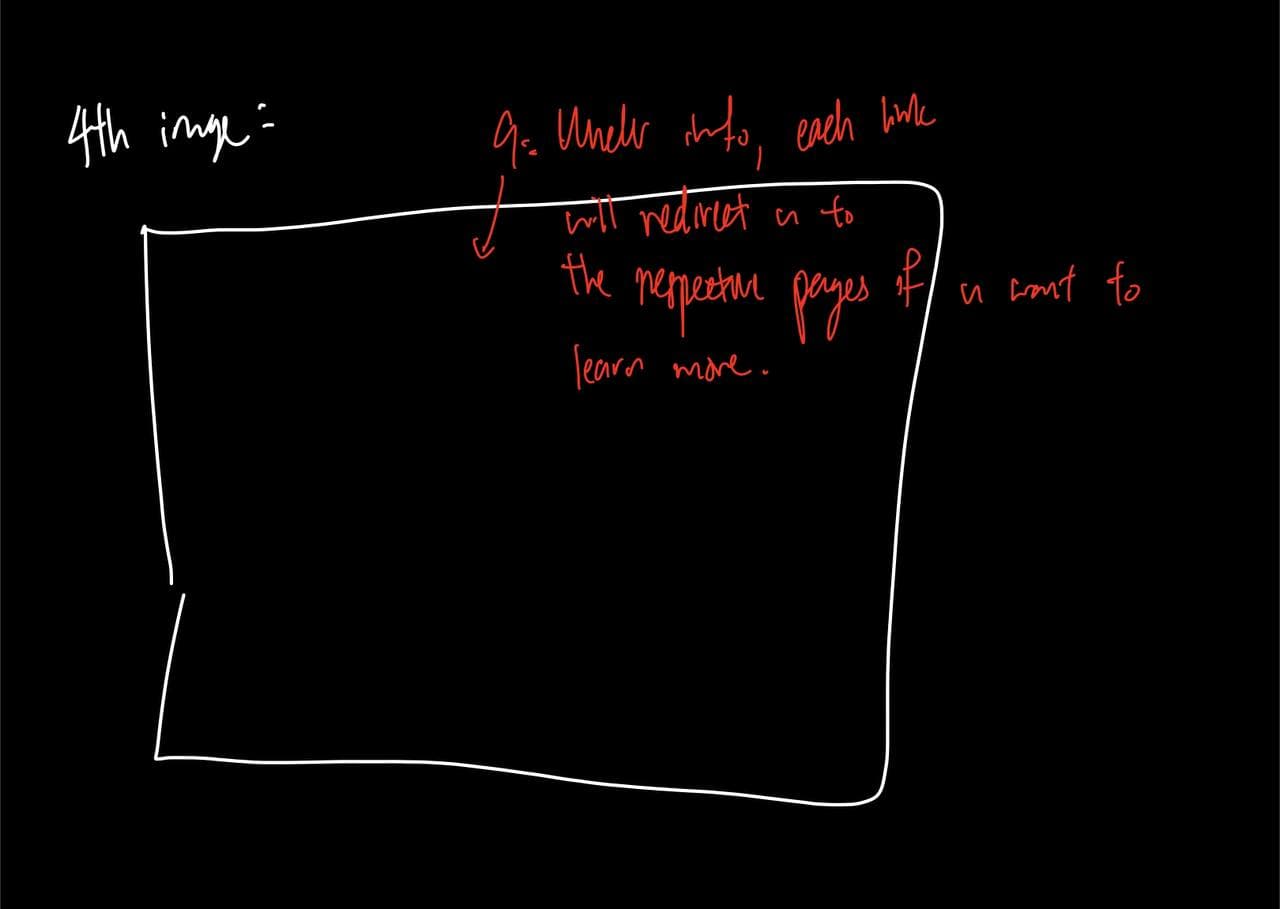 4th image:
9: Under info, each link
will redirect u to
the respective pages if u want to
learn more.